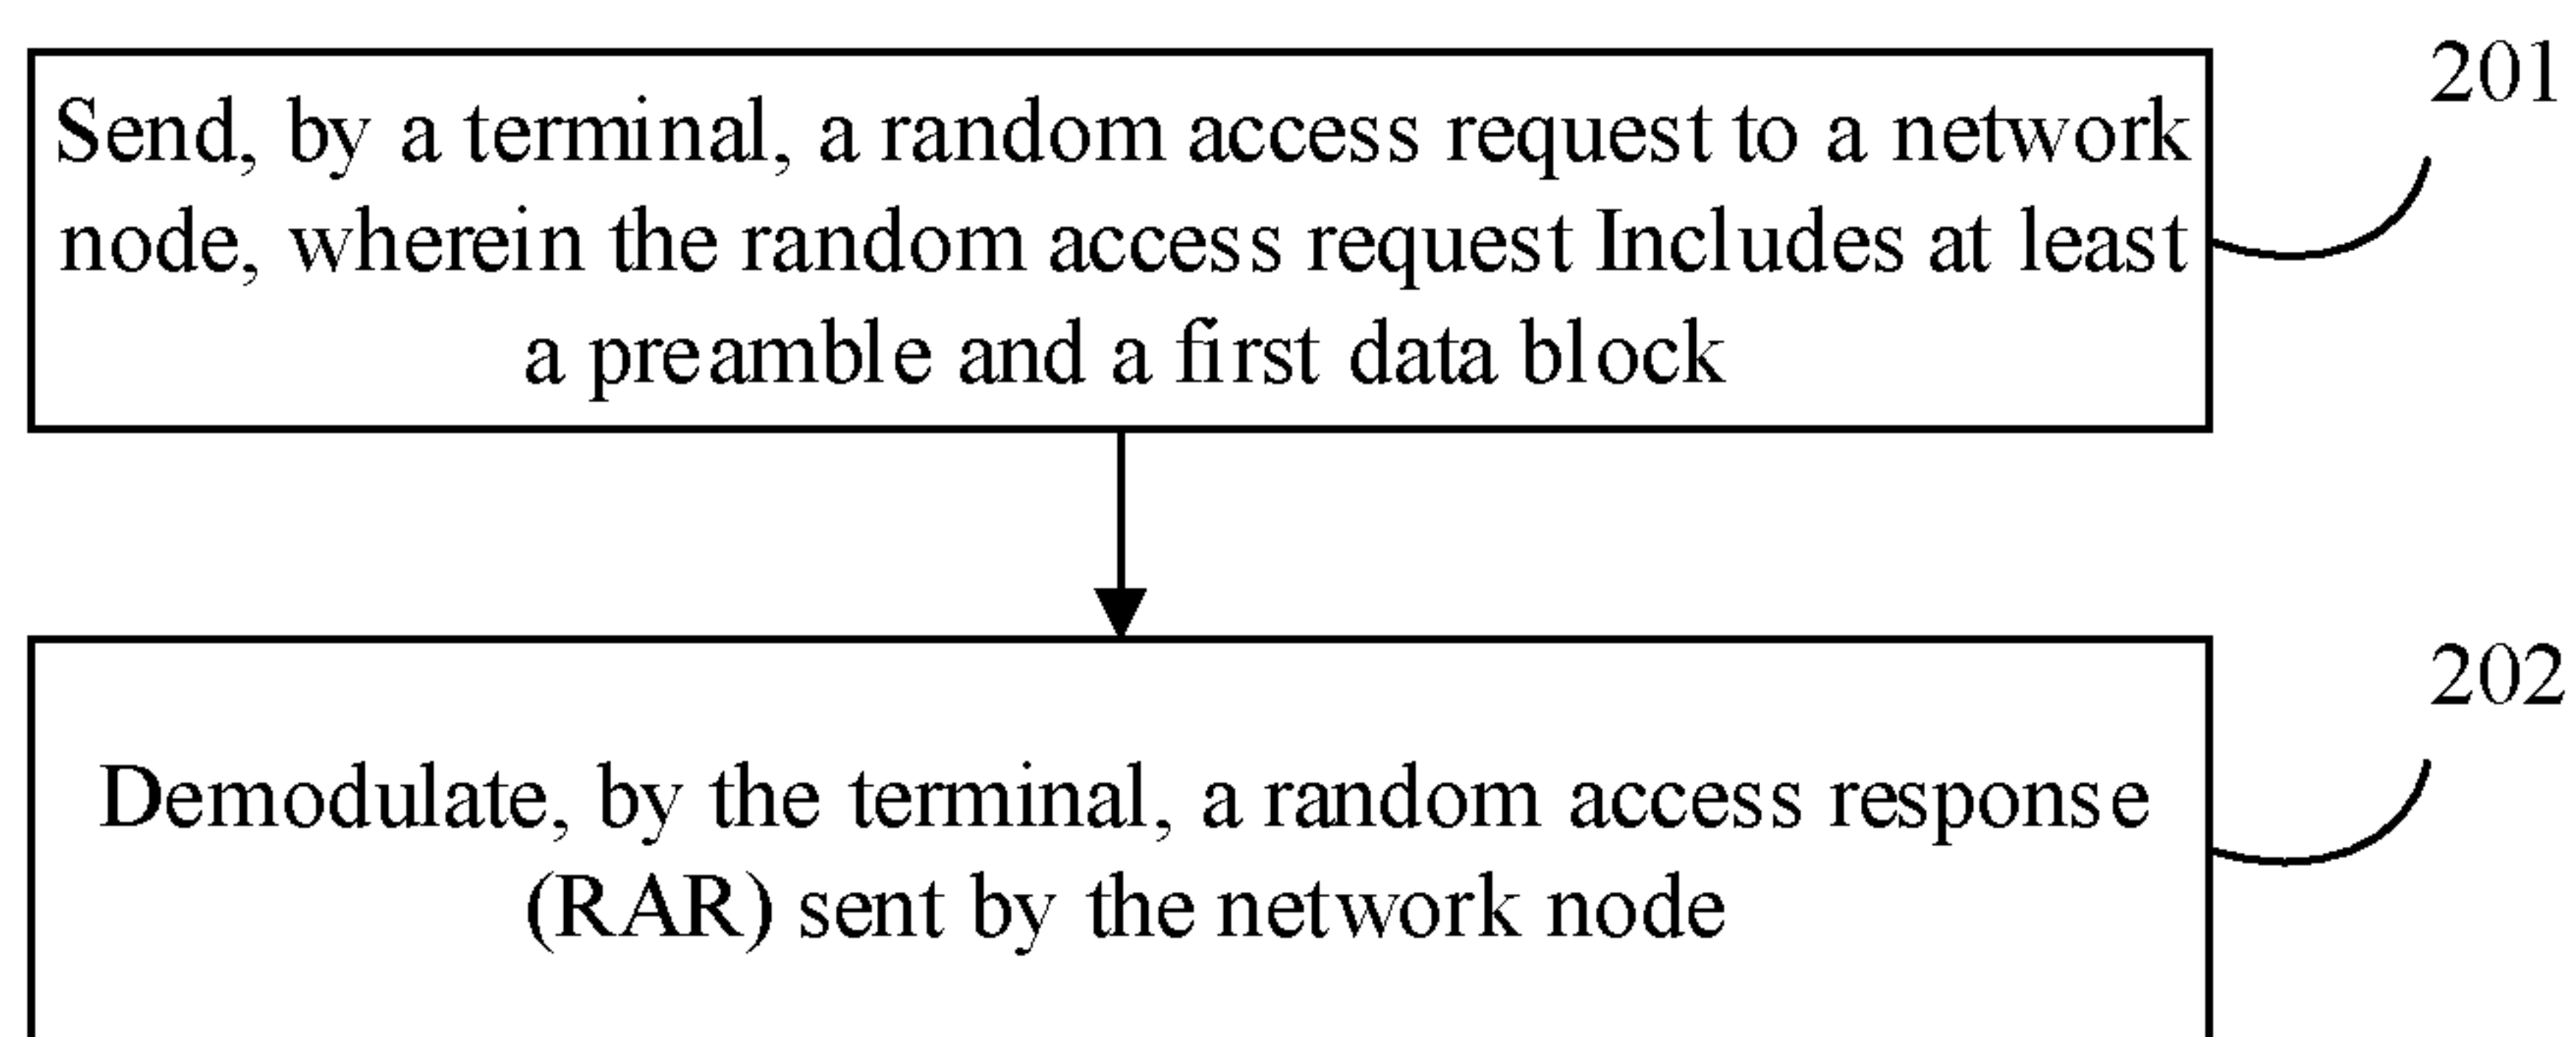 201
Send, by a terminal, a random access request to a network
node, wherein the random access request Includes at least
a preamble and a first data block
202
Demodulate, by the terminal, a random access response
(RAR) sent by the network node